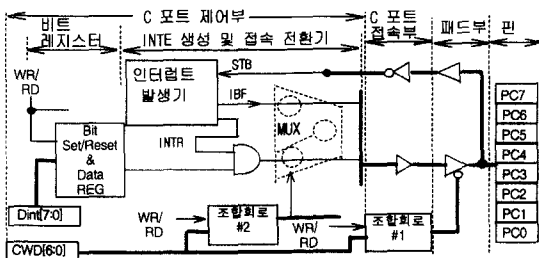 C 포트 제어부
C 포트
접속부
패드부
핀
비트
레지스터
INTE 생성 및 접속 전환기
WR/
RD
인터럽트
발생기
STB
IBF
MUX
INTR
Bit
Set/Reset
&
Data
REG
PC7
PC6
PC5
PC4
PC3
PC2
PC1
PC0
Dint[7:0]
WR/
RD
조합회로
#2
WR/
RD
조합회로
#1
CWD[6:0]